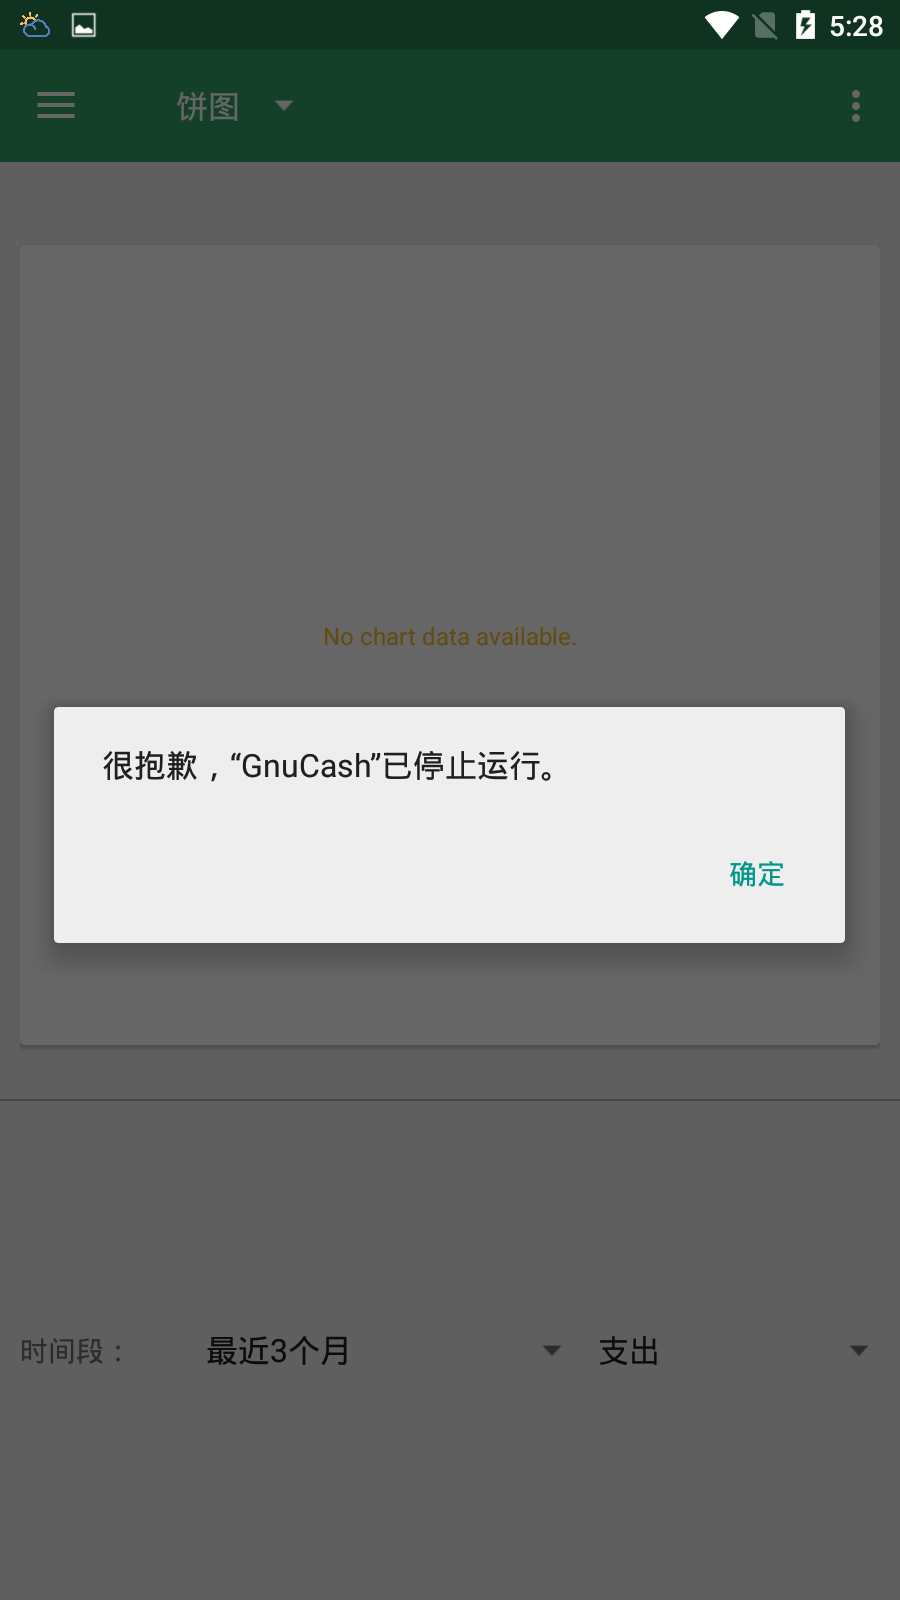 5:28
饼图
No chart data available.
很抱歉，“GnuCash”已停止运行。
确定
时间段： 最近3个月 支出